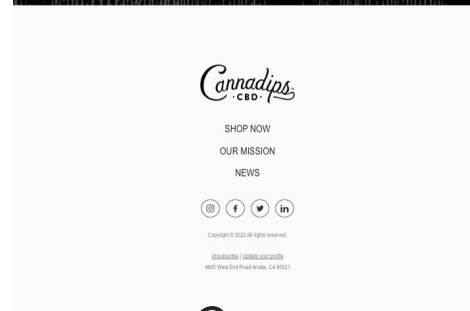 Cannadips
· CBD ·
SHOP NOW
OUR MISSION
NEWS
in
Copyright © 2022 All rights reserved.
Unsubscribe | Update your profile
West End Road Arcata, CA 95521